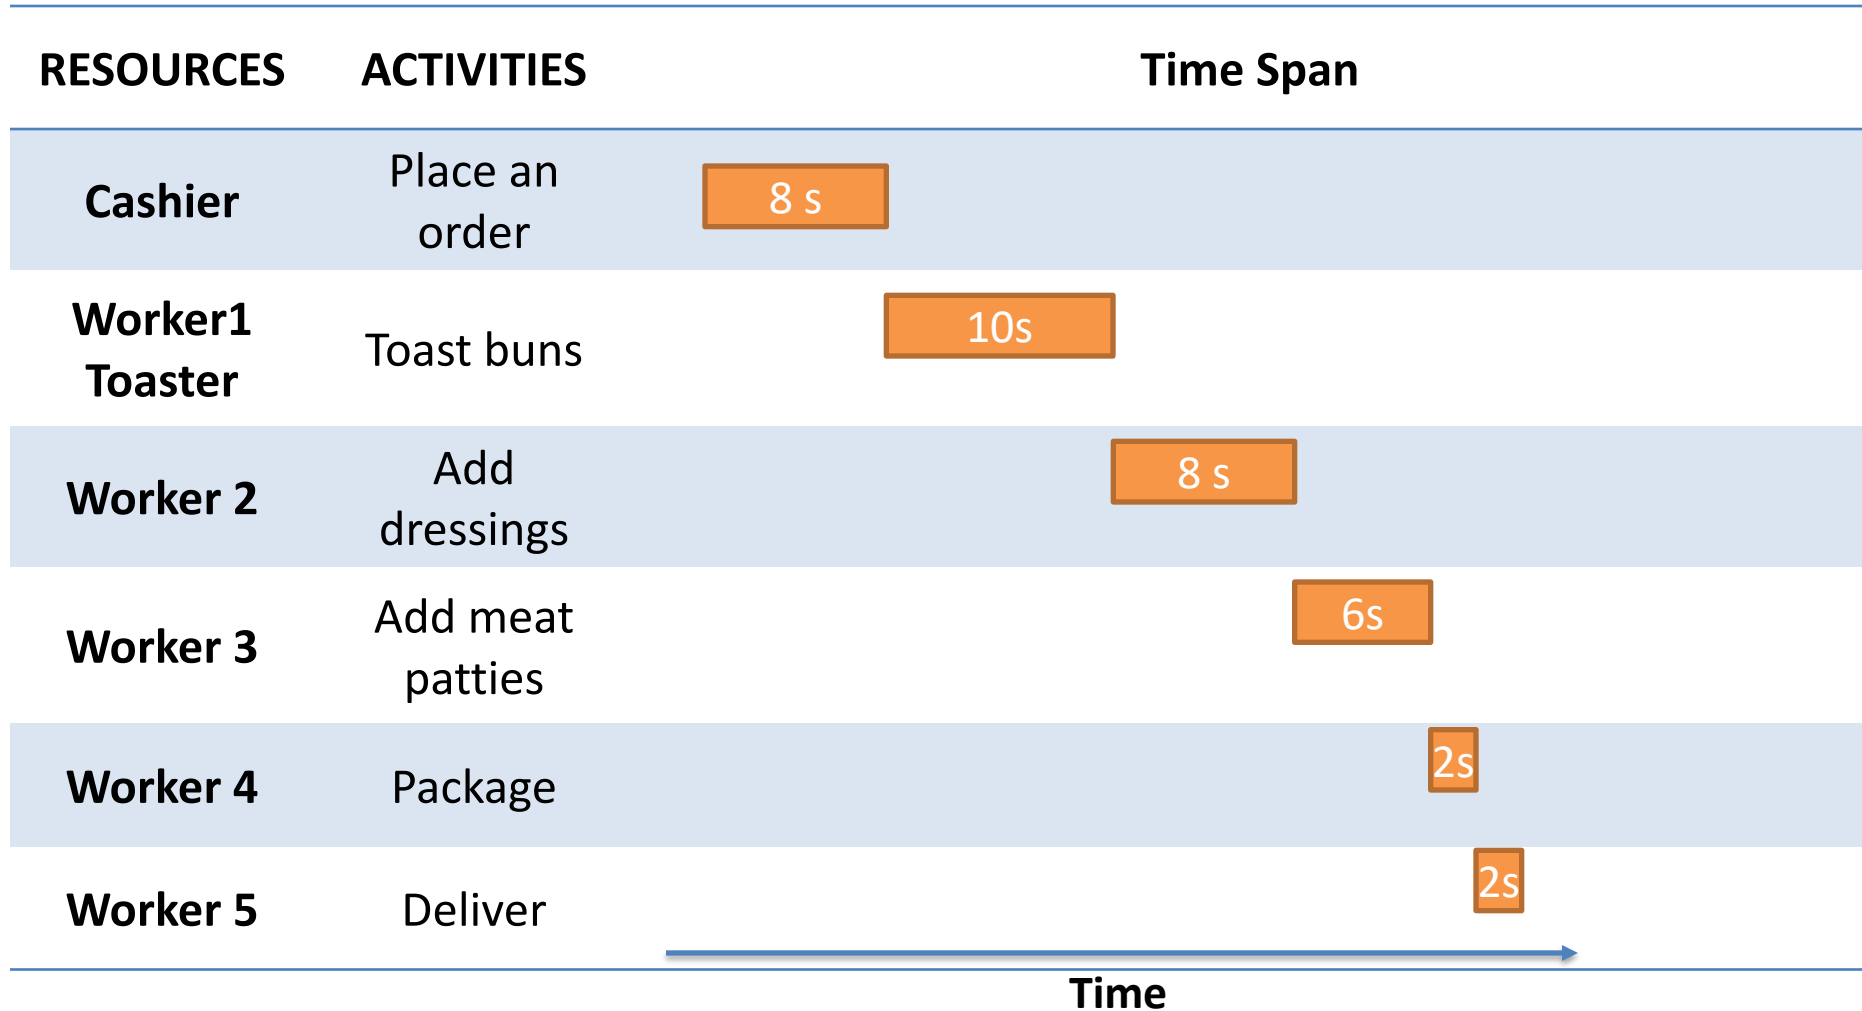 RESOURCES ACTIVITIES Time Span
Cashier
Place an
order
8 s
Worker1
Toaster
Toast buns
10s
Worker 2
Add
dressings
8 s
Worker 3
Add meat
patties
6s
Worker 4
Package
2s
Worker 5
Deliver
2s
Time